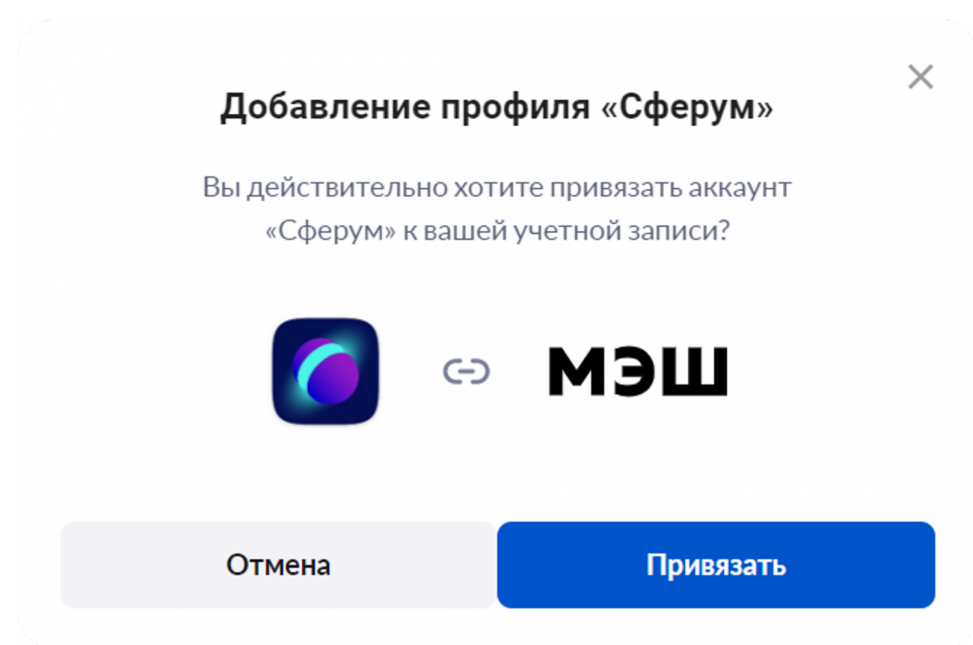 Добавление профиля «Сферум»
Вы действительно хотите привязать аккаунт
«Сферум» к вашей учетной записи?
МЭШ
Отмена
Привязать